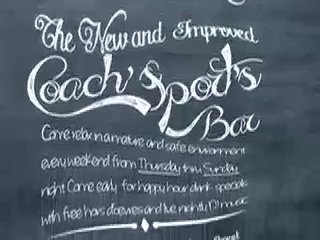 The New and Improved
Coach's Sports
Bar
Come relax in a mature and safe environment
every weekend from Thursday thru Sunday
night Come early for happy hour drink specials
with free hors d'oeuvres and live nightly DJ music